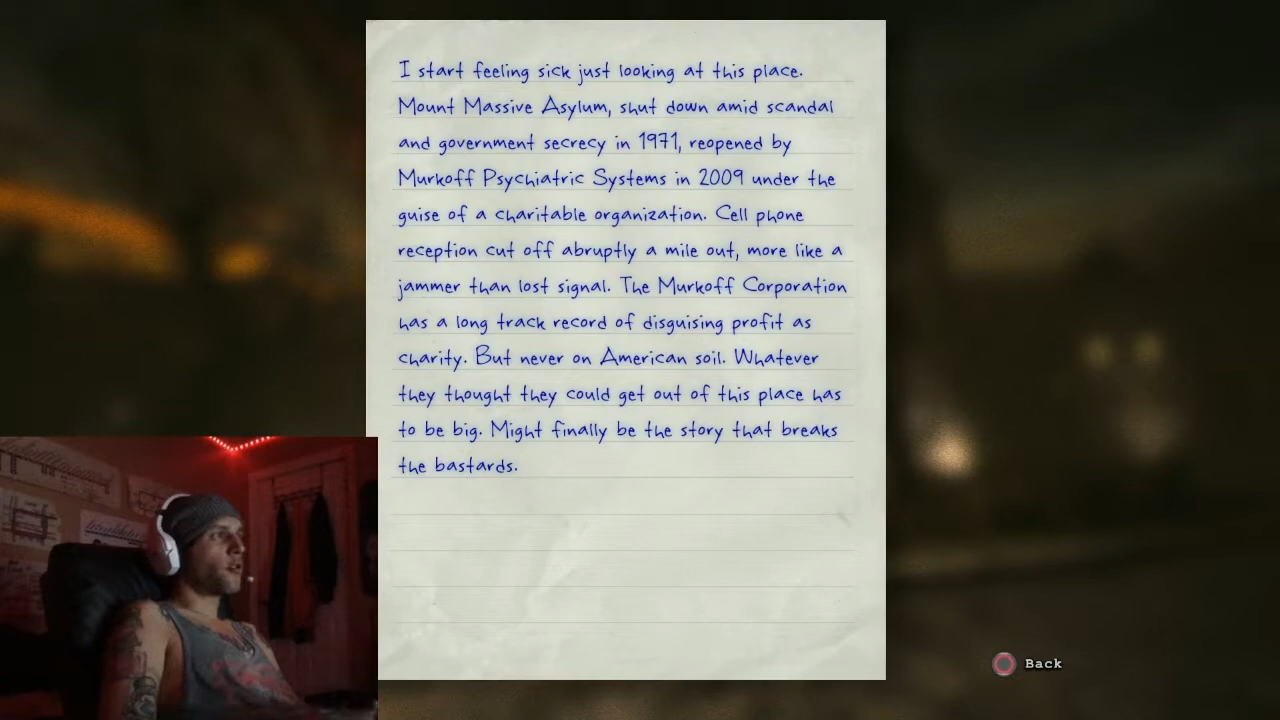 I start feeling sick just looking at this place.
Mount Massive Asylum, shut down amid scandal
and government secrecy in 1971, reopened by
Murkoff Psychiatric Systems in 2009 under the
guise of a charitable organization. Cell phone
reception cut off abruptly a mile out, more like a
jammer than lost signal. The Murkoff Corporation
has a long track record of disguising profit as
charity. But never on American soil. Whatever
they thought they could get out of this place has
to be big. Might finally be the story that breaks
the bastards.
Back